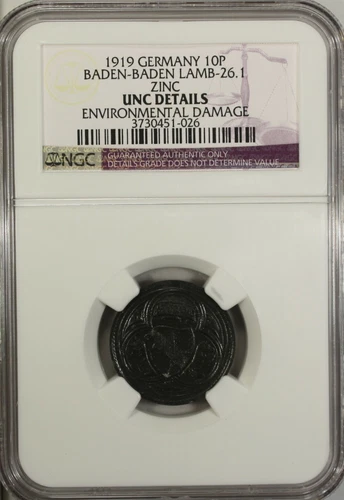 1919 GERMANY 10P
BADEN-BADEN LAMB-26.1
ZINC
UNC DETAILS
ENVIRONMENTAL DAMAGE
3730451-026
NGC
GUARANTEED AUTHENTIC ONLY.
DETAILS GRADE DOES NOT DETERMINE VALUE.